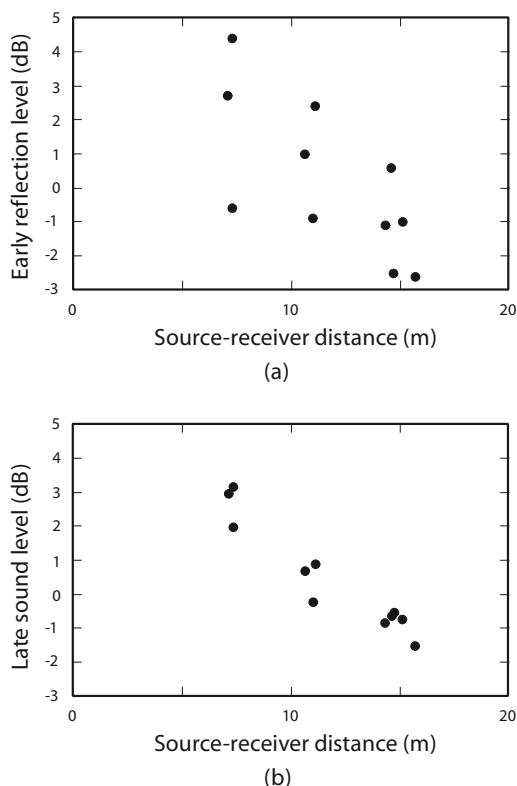 5
4
3
2
1
0
-1
-2
-3
Early reflection level (dB)
0 10 20
Source-receiver distance (m)
(a)
5
4
3
2
1
0
-1
-2
-3
Late sound level (dB)
0 10 20
Source-receiver distance (m)
(b)